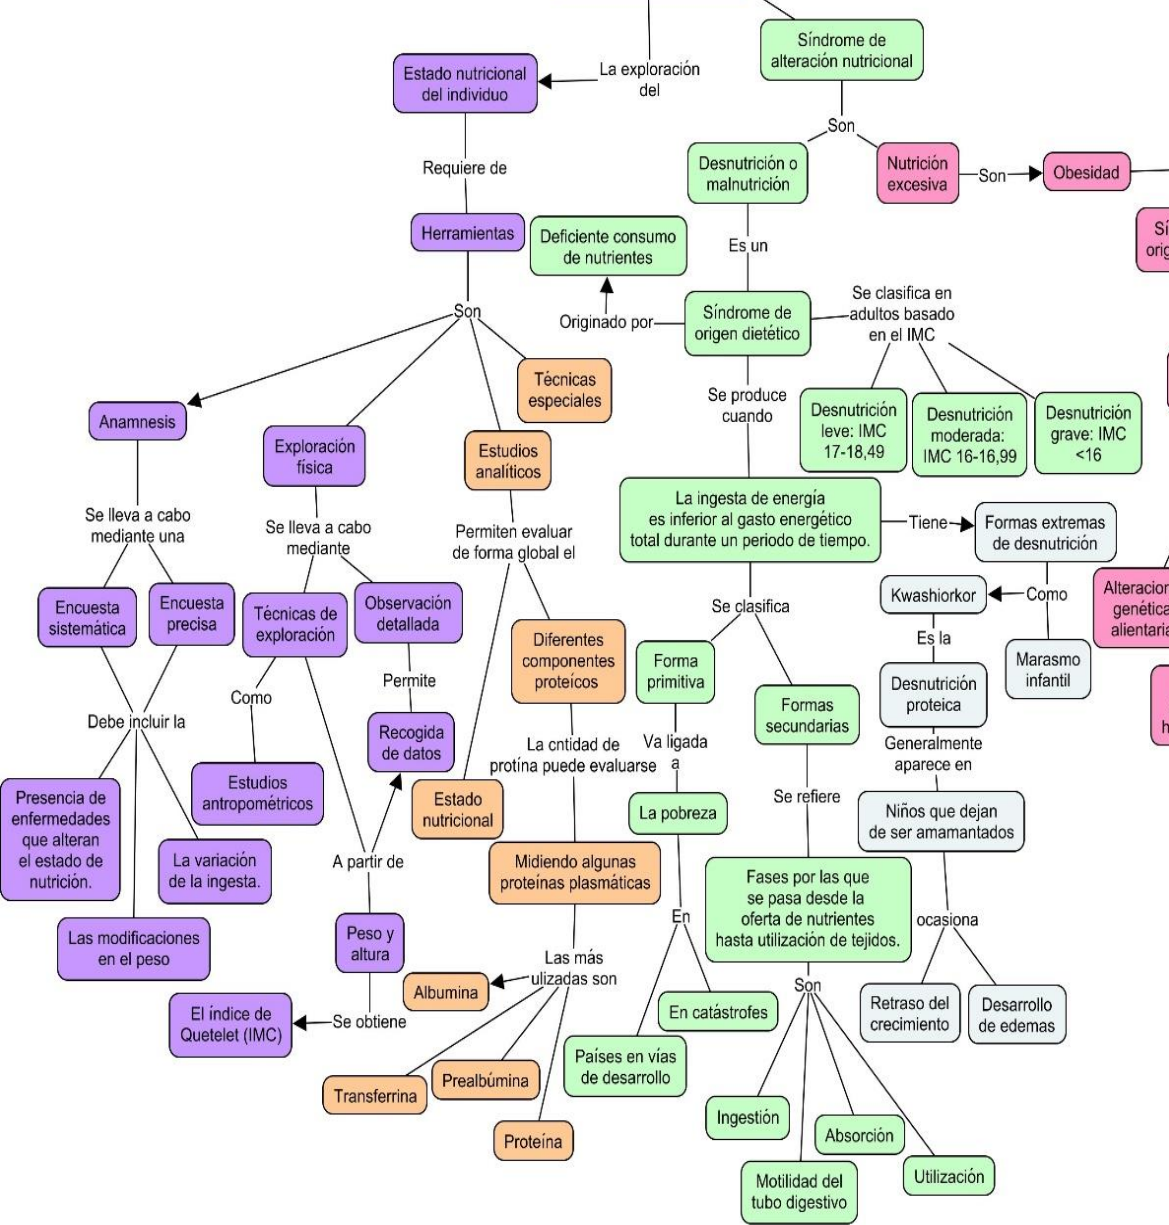 Síndrome de
alteración nutricional
Estado nutricional
del individuo
La exploración
del
Son
Requiere de
Desnutrición o
malnutrición
Nutrición
excesiva
Son
Obesidad
Herramientas
Deficiente consumo
de nutrientes
Es un
Sí
orig
Son
Originado por
Síndrome de
origen dietético
Se clasifica en
adultos basado
en el IMC
Técnicas
especiales
Se produce
cuando
Desnutrición
leve: IMC
17-18,49
Desnutrición
moderada:
IMC 16-16,99
Desnutrición
grave: IMC
<16
Anamnesis
Exploración
física
Estudios
analíticos
Se lleva a cabo
mediante una
Se lleva a cabo
mediante
Permiten evaluar
de forma global el
La ingesta de energía
es inferior al gasto energético
total durante un periodo de tiempo.
Tiene
Formas extremas
de desnutrición
Encuesta
sistemática
Encuesta
precisa
Técnicas de
exploración
Observación
detallada
Se clasifica
Kwashiorkor
Como
Alteracion
genética
alientaria
Es la
Diferentes
componentes
proteícos
Forma
primitiva
Marasmo
infantil
Desnutrición
proteica
Como
Permite
Formas
secundarias
Debe incluir la
Recogida
de datos
La cntidad de
protína puede evaluarse
Va ligada
a
Generalmente
aparece en
h
Estudios
antropométricos
Estado
nutricional
Se refiere
La pobreza
Niños que dejan
de ser amamantados
Presencia de
enfermedades
que alteran
el estado de
nutrición.
La variación
de la ingesta.
A partir de
Midiendo algunas
proteínas plasmáticas
Fases por las que
se pasa desde la
oferta de nutrientes
hasta utilización de tejidos.
En
ocasiona
Las modificaciones
en el peso
Peso y
altura
Las más
ulizadas son
Albumina
Son
En catástrofes
Retraso del
crecimiento
Desarrollo
de edemas
El índice de
Quetelet (IMC)
Se obtiene
Países en vías
de desarrollo
Transferrina
Prealbúmina
Proteína
Ingestión
Absorción
Motilidad del
tubo digestivo
Utilización